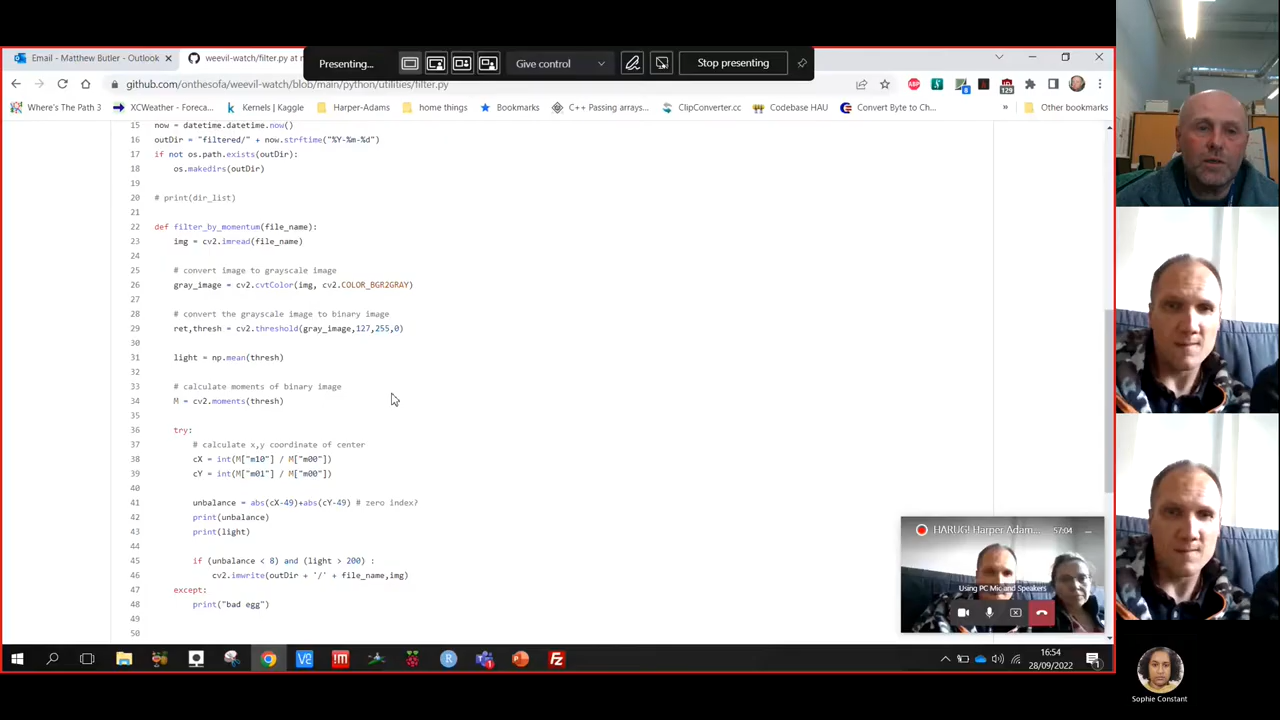 Email - Matthew Butler - Outlook
weevil-watch/filter.py at m
Presenting...
Give control
Stop presenting
github.com/onthesofa/weevil-watch/blob/main/python/utilities/filter.py
8
129
Where's The Path 3
XCWeather - Foreca...
Kernels | Kaggle
Harper-Adams
home things
Bookmarks
C++ Passing arrays...
ClipConverter.cc
Codebase HAU
Convert Byte to Ch...
Other bookmarks
15 now = datetime.datetime.now()
16 outDir = "filtered/" + now.strftime("%Y-%m-%d")
17 if not os.path.exists(outDir):
18 os.makedirs(outDir)
19
20 # print(dir_list)
21
22 def filter_by_momentum(file_name):
23 img = cv2.imread(file_name)
24
25 # convert image to grayscale image
26 gray_image = cv2.cvtColor(img, cv2.COLOR_BGR2GRAY)
27
28 # convert the grayscale image to binary image
29 ret,thresh = cv2.threshold(gray_image,127,255,0)
30
31 light = np.mean(thresh)
32
33 # calculate moments of binary image
34 M = cv2.moments(thresh)
35
36 try:
37 # calculate x,y coordinate of center
38 cX = int(M["m10"] / M["m00"])
39 cY = int(M["m01"] / M["m00"])
40
41 unbalance = abs(cX-49)+abs(cY-49) # zero index?
42 print(unbalance)
43 print(light)
44
45 if (unbalance < 8) and (light > 200) :
46 cv2.imwrite(outDir + '/' + file_name,img)
47 except:
48 print("bad egg")
49
50
HARUG! Harper Adam...
57:04
Using PC Mic and Speakers
16:54
28/09/2022
1
Sophie Constant